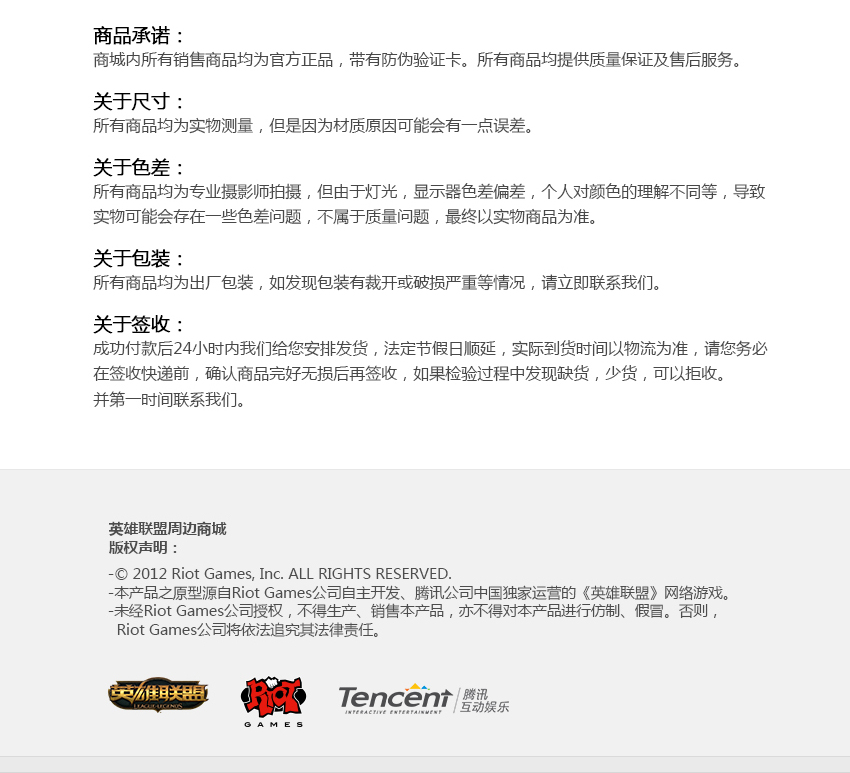 商品承诺：
商城内所有销售商品均为官方正品，带有防伪验证卡。所有商品均提供质量保证及售后服务。
关于尺寸：
所有商品均为实物测量，但是因为材质原因可能会有一点误差。
关于色差：
所有商品均为专业摄影师拍摄，但由于灯光，显示器色差偏差，个人对颜色的理解不同等，导致
实物可能会存在一些色差问题，不属于质量问题，最终以实物商品为准。
关于包装：
所有商品均为出厂包装，如发现包装有裁开或破损严重等情况，请立即联系我们。
关于签收：
成功付款后24小时内我们给您安排发货，法定节假日顺延，实际到货时间以物流为准，请您务必
在签收快递前，确认商品完好无损后再签收，如果检验过程中发现缺货，少货，可以拒收。
并第一时间联系我们。
英雄联盟周边商城
版权声明：
-© 2012 Riot Games, Inc. ALL RIGHTS RESERVED.
-本产品之原型源自Riot Games公司自主开发、腾讯公司中国独家运营的《英雄联盟》网络游戏。
-未经Riot Games公司授权，不得生产、销售本产品，亦不得对本产品进行仿制、假冒。否则，
Riot Games公司将依法追究其法律责任。
英雄联盟
LEAGUE OF LEGENDS
RIOT
GAMES
Tencent
INTERACTIVE ENTERTAINMENT
腾讯
互动娱乐